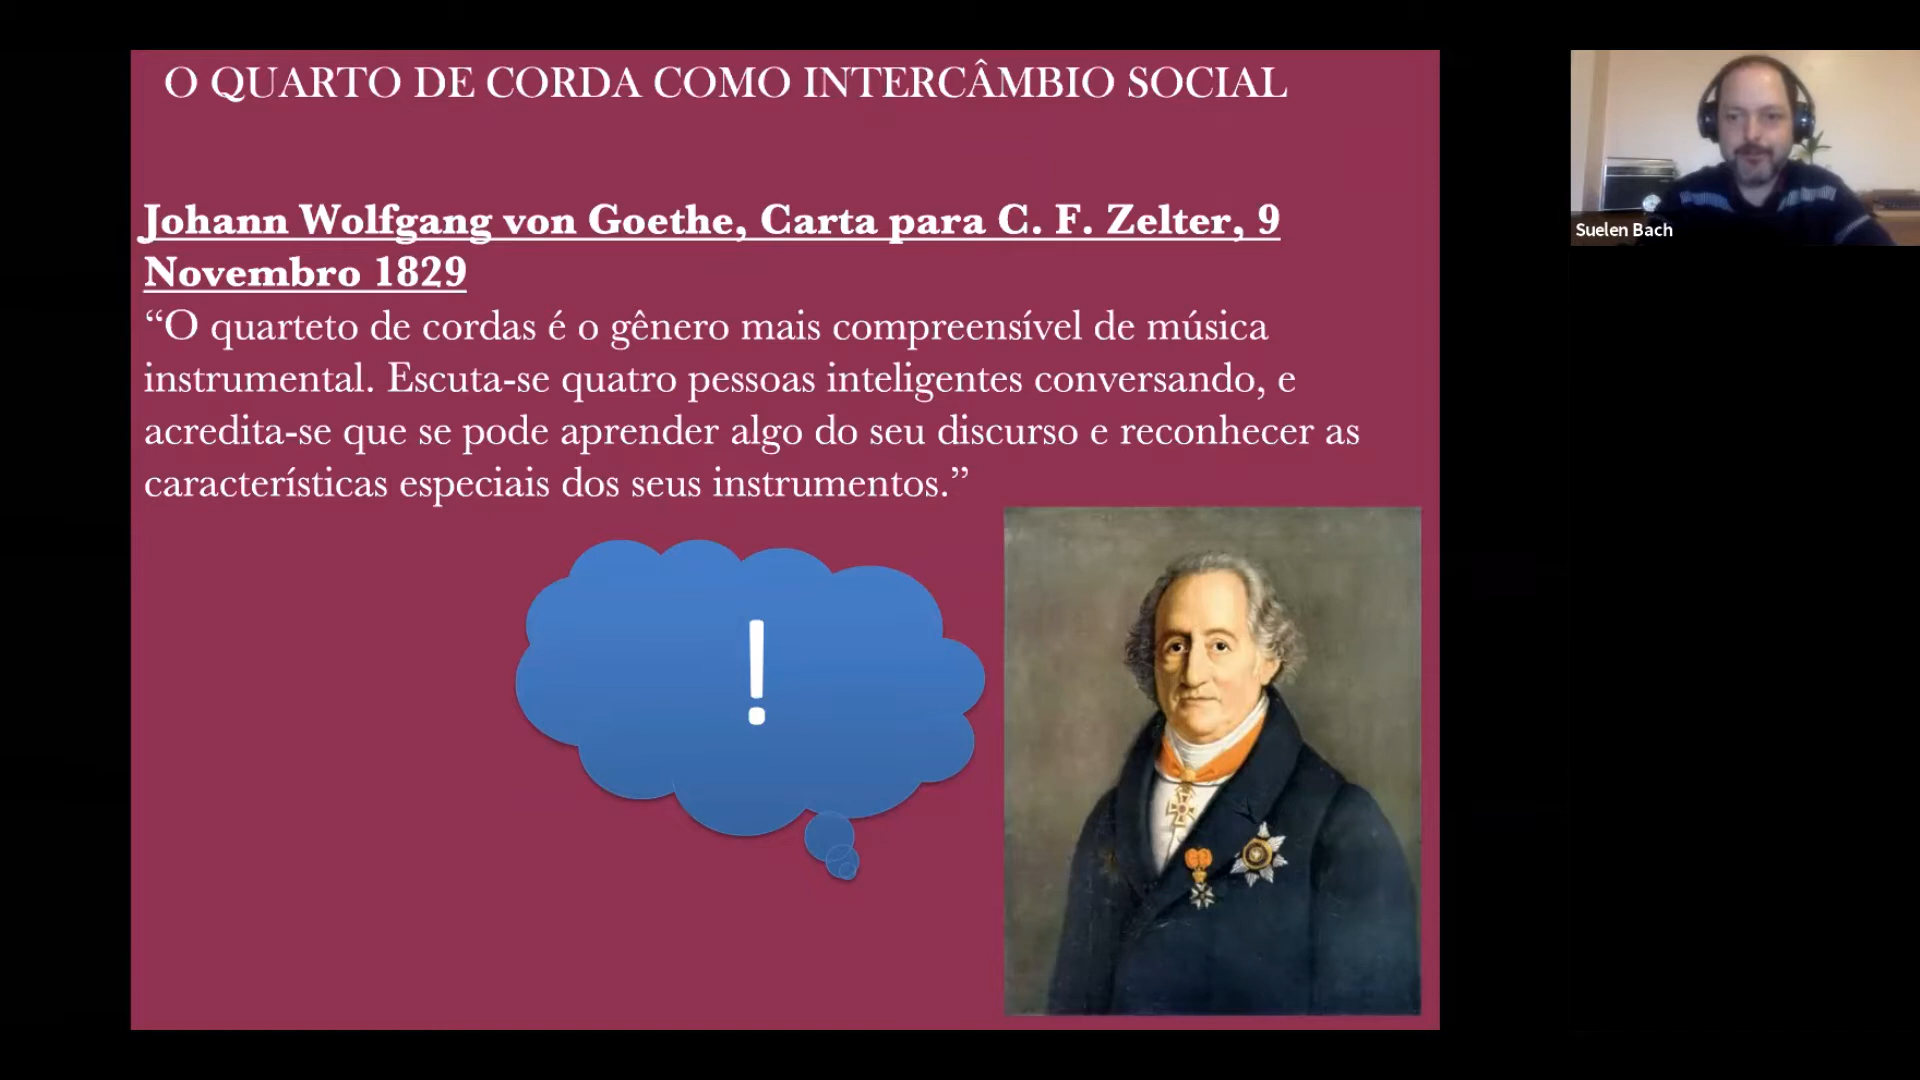 O QUARTO DE CORDA COMO INTERCÂMBIO SOCIAL
Johann Wolfgang von Goethe, Carta para C. F. Zelter, 9
Novembro 1829
“O quarteto de cordas é o gênero mais compreensível de música
instrumental. Escuta-se quatro pessoas inteligentes conversando, e
acredita-se que se pode aprender algo do seu discurso e reconhecer as
características especiais dos seus instrumentos.”
!
Suelen Bach